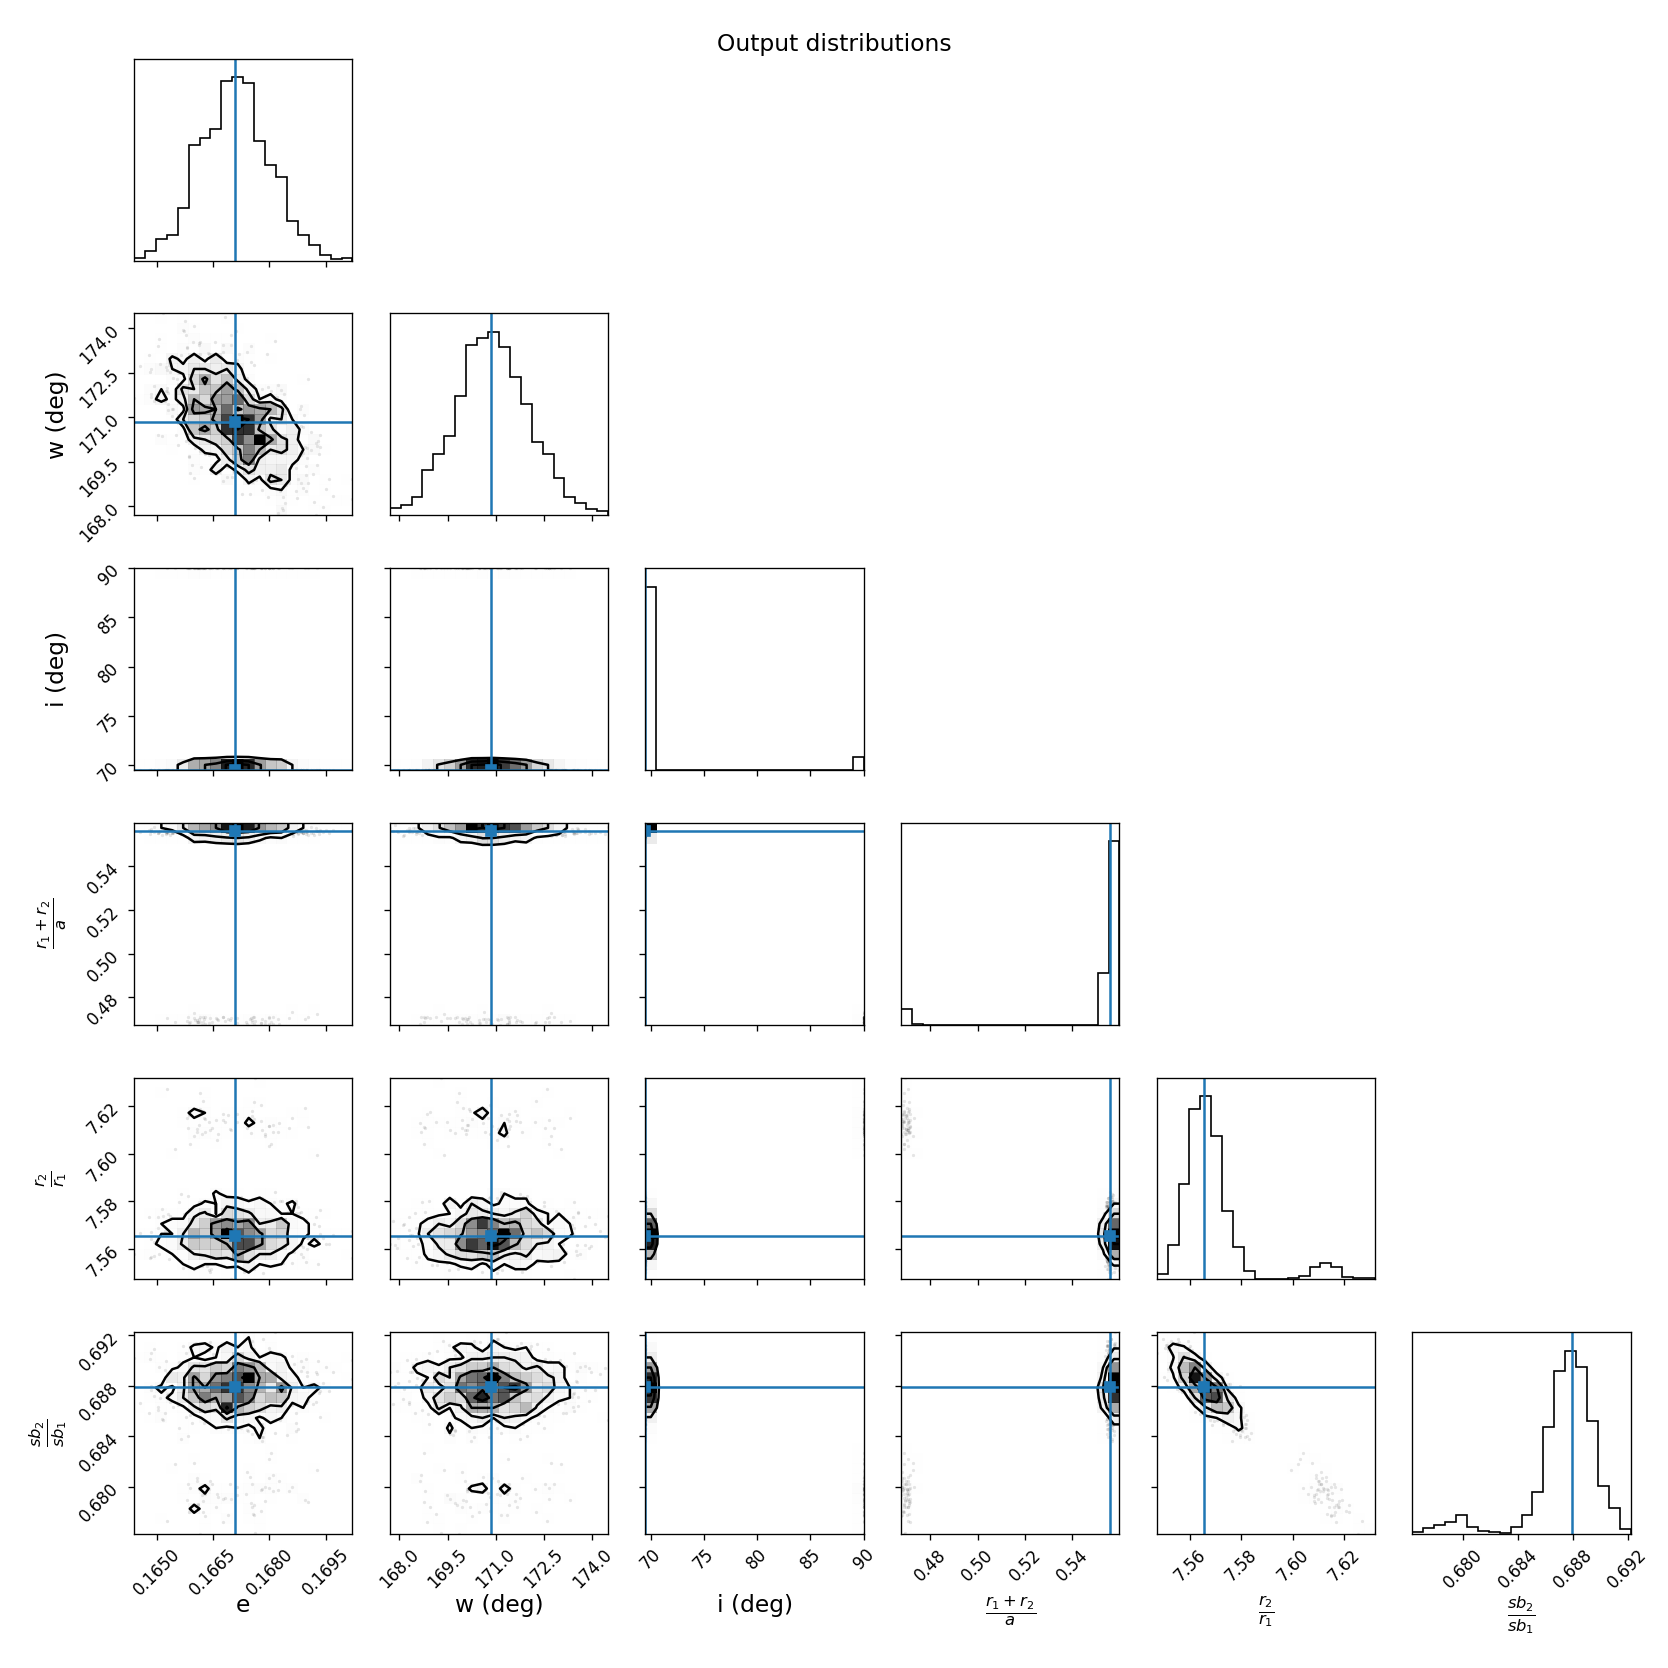 Output distributions
174.0
172.5
171.0
169.5
168.0
w (deg)
90
85
80
75
70
i (deg)
0.54
0.52
0.50
0.48
r1 + r2
a
7.62
7.60
7.58
7.56
r2
r1
0.692
0.688
0.684
0.680
sb2
sb1
0.1650 0.1665 0.1680 0.1695
168.0 169.5 171.0 172.5 174.0
70 75 80 85 90
0.48 0.50 0.52 0.54
7.56 7.58 7.60 7.62
0.680 0.684 0.688 0.692
e
w (deg)
i (deg)
r1 + r2
a
r2
r1
sb2
sb1